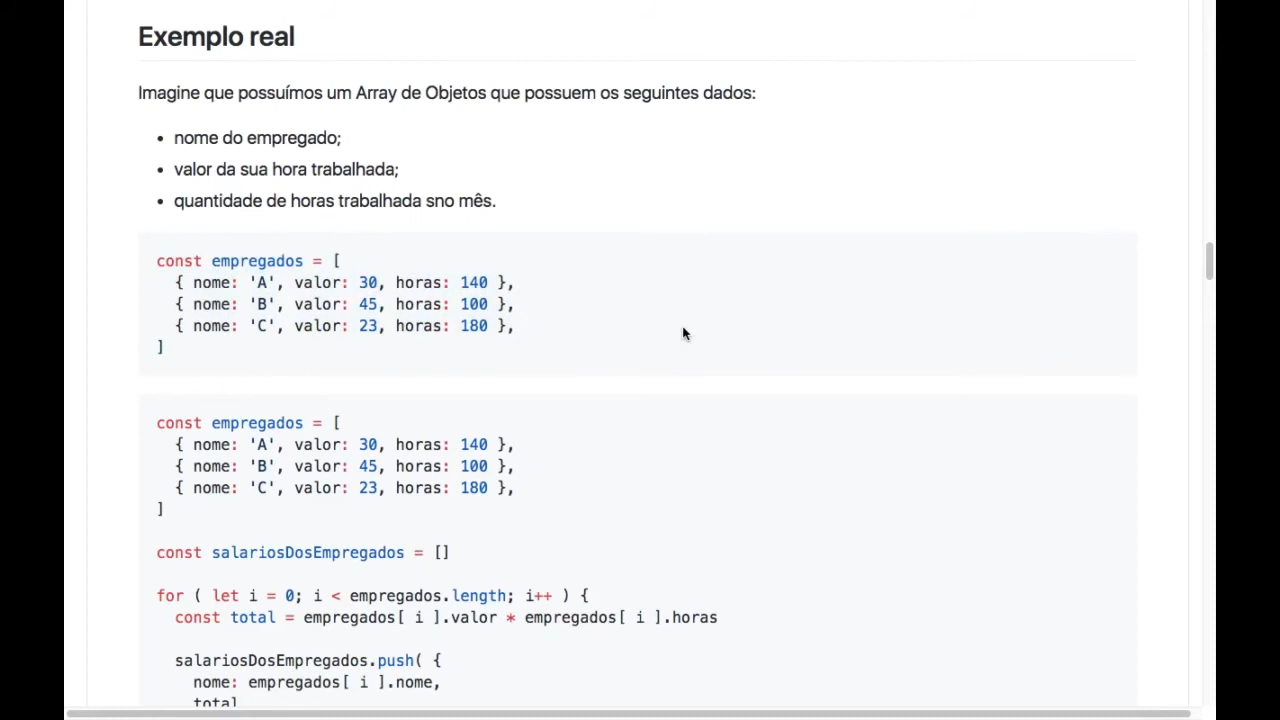 Exemplo real
Imagine que possuímos um Array de Objetos que possuem os seguintes dados:
• nome do empregado;
• valor da sua hora trabalhada;
• quantidade de horas trabalhada sno mês.
const empregados = [
  { nome: 'A', valor: 30, horas: 140 },
  { nome: 'B', valor: 45, horas: 100 },
  { nome: 'C', valor: 23, horas: 180 },
]
const empregados = [
  { nome: 'A', valor: 30, horas: 140 },
  { nome: 'B', valor: 45, horas: 100 },
  { nome: 'C', valor: 23, horas: 180 },
]
const salariosDosEmpregados = []
for ( let i = 0; i < empregados.length; i++ ) {
  const total = empregados[ i ].valor * empregados[ i ].horas
  salariosDosEmpregados.push( {
    nome: empregados[ i ].nome,
    total